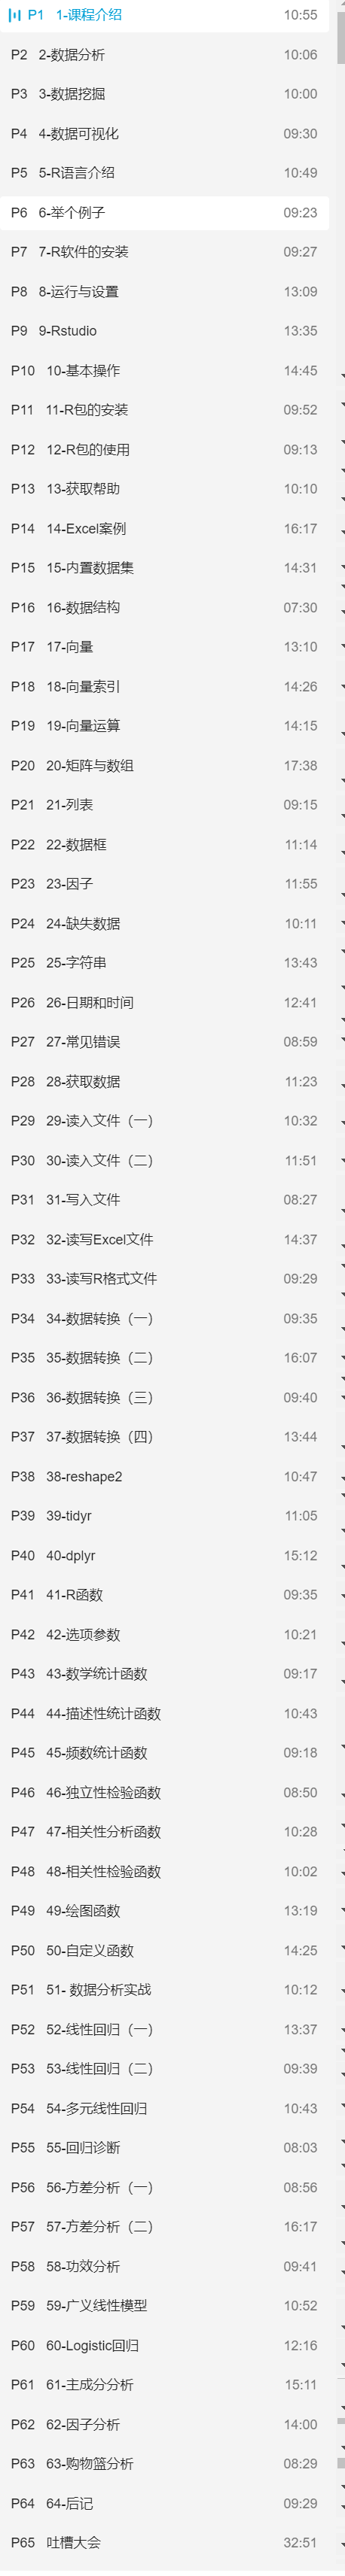 P1 1-课程介绍 10:55
P2 2-数据分析 10:06
P3 3-数据挖掘 10:00
P4 4-数据可视化 09:30
P5 5-R语言介绍 10:49
P6 6-举个例子 09:23
P7 7-R软件的安装 09:27
P8 8-运行与设置 13:09
P9 9-Rstudio 13:35
P10 10-基本操作 14:45
P11 11-R包的安装 09:52
P12 12-R包的使用 09:13
P13 13-获取帮助 10:10
P14 14-Excel案例 16:17
P15 15-内置数据集 14:31
P16 16-数据结构 07:30
P17 17-向量 13:10
P18 18-向量索引 14:26
P19 19-向量运算 14:15
P20 20-矩阵与数组 17:38
P21 21-列表 09:15
P22 22-数据框 11:14
P23 23-因子 11:55
P24 24-缺失数据 10:11
P25 25-字符串 13:43
P26 26-日期和时间 12:41
P27 27-常见错误 08:59
P28 28-获取数据 11:23
P29 29-读入文件（一） 10:32
P30 30-读入文件（二） 11:51
P31 31-写入文件 08:27
P32 32-读写Excel文件 14:37
P33 33-读写R格式文件 09:29
P34 34-数据转换（一） 09:35
P35 35-数据转换（二） 16:07
P36 36-数据转换（三） 09:40
P37 37-数据转换（四） 13:44
P38 38-reshape2 10:47
P39 39-tidyr 11:05
P40 40-dplyr 15:12
P41 41-R函数 09:35
P42 42-选项参数 10:21
P43 43-数学统计函数 09:17
P44 44-描述性统计函数 10:43
P45 45-频数统计函数 09:18
P46 46-独立性检验函数 08:50
P47 47-相关性分析函数 10:28
P48 48-相关性检验函数 10:02
P49 49-绘图函数 13:19
P50 50-自定义函数 14:25
P51 51- 数据分析实战 10:12
P52 52-线性回归（一） 13:37
P53 53-线性回归（二） 09:39
P54 54-多元线性回归 10:43
P55 55-回归诊断 08:03
P56 56-方差分析（一） 08:56
P57 57-方差分析（二） 16:17
P58 58-功效分析 09:41
P59 59-广义线性模型 10:52
P60 60-Logistic回归 12:16
P61 61-主成分分析 15:11
P62 62-因子分析 14:00
P63 63-购物篮分析 08:29
P64 64-后记 09:29
P65 吐槽大会 32:51